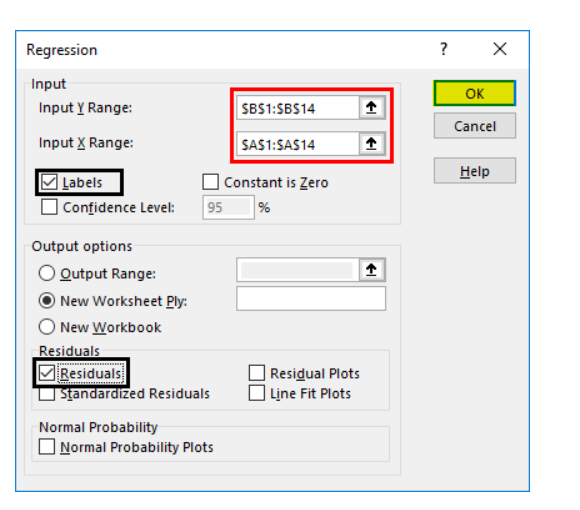 Regression ?
Input
Input Y Range: $B$1:$B$14
OK
Cancel
Input X Range: $A$1:$A$14
Help
Labels Constant is Zero
Confidence Level: 95 %
Output options
Output Range:
New Worksheet Ply:
New Workbook
Residuals
Residuals Residual Plots
Standardized Residuals Line Fit Plots
Normal Probability
Normal Probability Plots